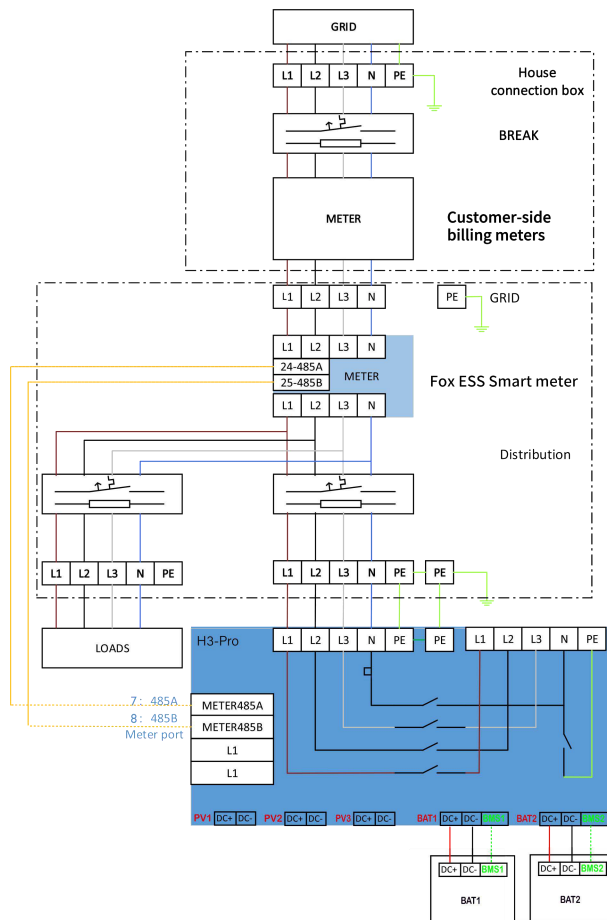 GRID
L1 L2 L3 N PE
House
connection box
BREAK
METER
Customer-side
billing meters
L1 L2 L3 N PE GRID
L1 L2 L3 N
24-485A
25-485B
METER
Fox ESS Smart meter
L1 L2 L3 N
Distribution
L1 L2 L3 N PE
L1 L2 L3 N PE PE
LOADS
H3-Pro
L1 L2 L3 N PE PE L1 L2 L3 N PE
7: 485A
8: 485B
Meter port
METER485A
METER485B
L1
L1
PV1 DC+ DC- PV2 DC+ DC- PV3 DC+ DC- BAT1 DC+ DC- BAT2 DC+ DC-
DC+ DC- BMS1 DC+ DC- BMS2
BAT1 BAT2